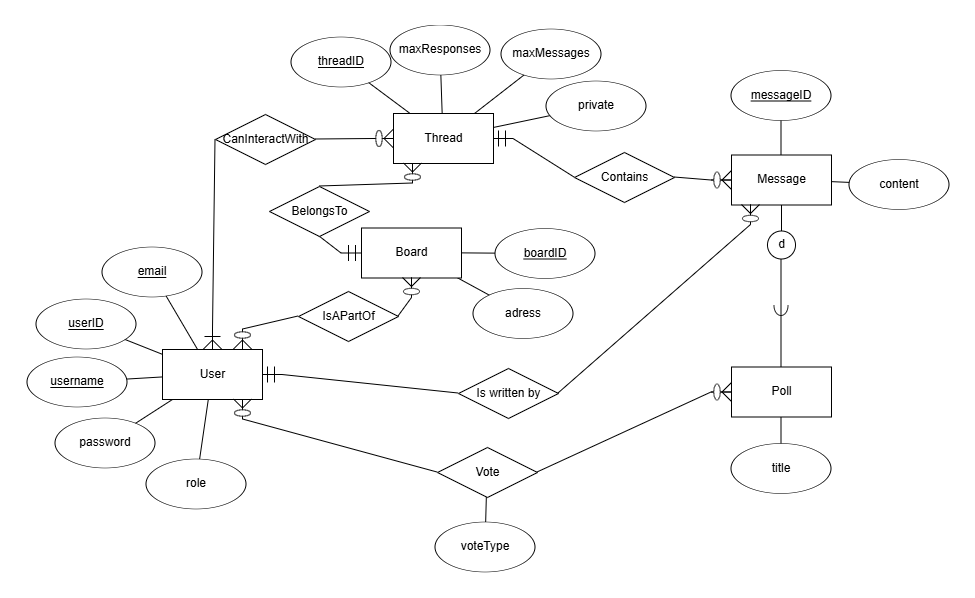 maxResponses
maxMessages
threadID
messageID
private
CanInteractWith
Thread
Contains
Message
content
BelongsTo
d
Board
boardID
email
IsAPartOf
adress
userID
username
User
Is written by
Poll
password
role
Vote
title
voteType